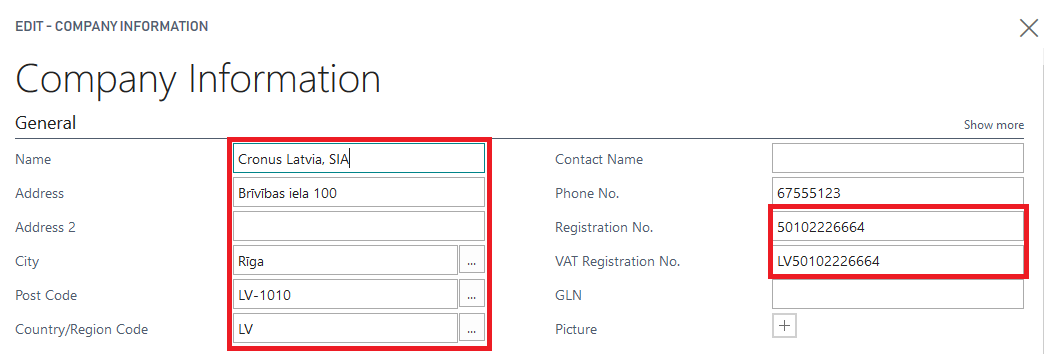 EDIT - COMPANY INFORMATION
Company Information
General
Show more
Name Cronus Latvia, SIA Contact Name
Address Brīvības iela 100 Phone No. 67555123
Address 2 Registration No. 50102226664
City Rīga ... VAT Registration No. LV50102226664
Post Code LV-1010 ... GLN
Country/Region Code LV ... Picture +